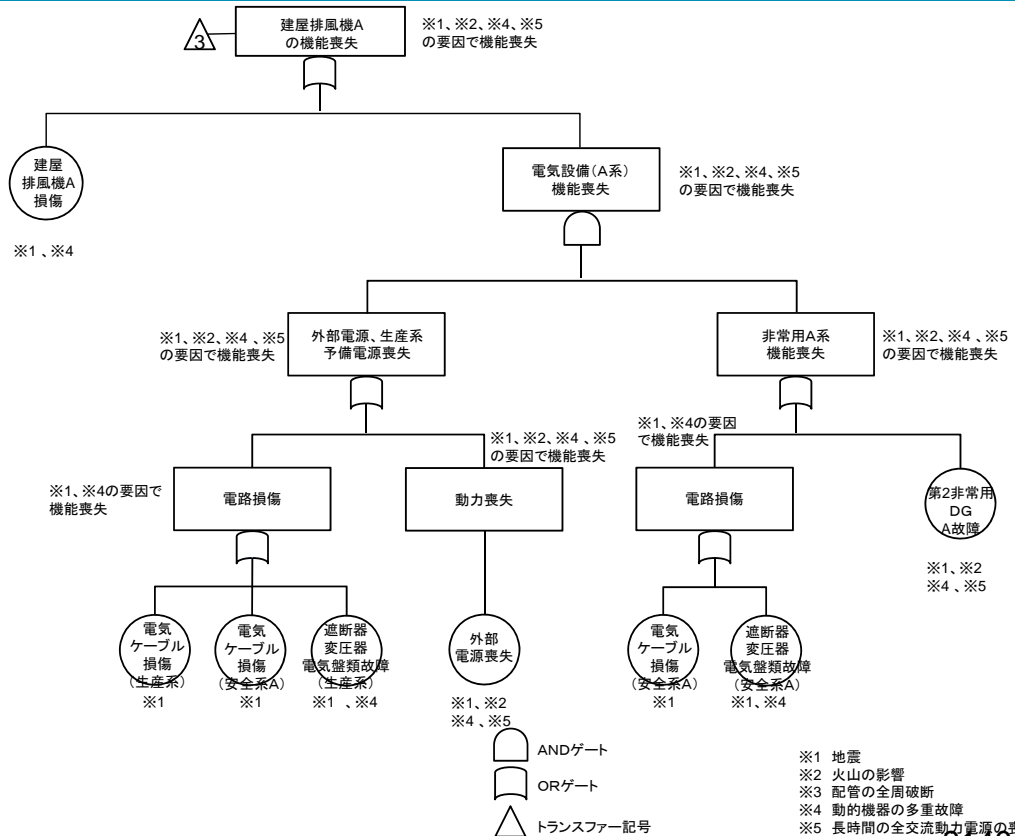 建屋排風機A
の機能喪失
※1、※2、※4、※5
の要因で機能喪失
3
建屋
排風機A
損傷
※1 、※4
電気設備(A系)
機能喪失
※1、※2、※4、※5
の要因で機能喪失
※1、※2、※4 、※5
の要因で機能喪失
外部電源、生産系
予備電源喪失
非常用A系
機能喪失
※1、※2、※4 、※5
の要因で機能喪失
※1、※4の要因で
機能喪失
電路損傷
※1、※2、※4 、※5
の要因で機能喪失
動力喪失
※1、※4の要因
で機能喪失
電路損傷
第2非常用
DG
A故障
※1、※2
※4 、※5
電気
ケーブル
損傷
(生産系)
※1
電気
ケーブル
損傷
(安全系A)
※1
遮断器
変圧器
電気盤類故障
(生産系)
※1 、※4
外部
電源喪失
※1、※2
※4 、※5
電気
ケーブル
損傷
(安全系A)
※1
遮断器
変圧器
電気盤類故障
(安全系A)
※1、※4
ANDゲート
ORゲート
トランスファー記号
※1 地震
※2 火山の影響
※3 配管の全周破断
※4 動的機器の多重故障
※5 長時間の全交流動力電源の喪